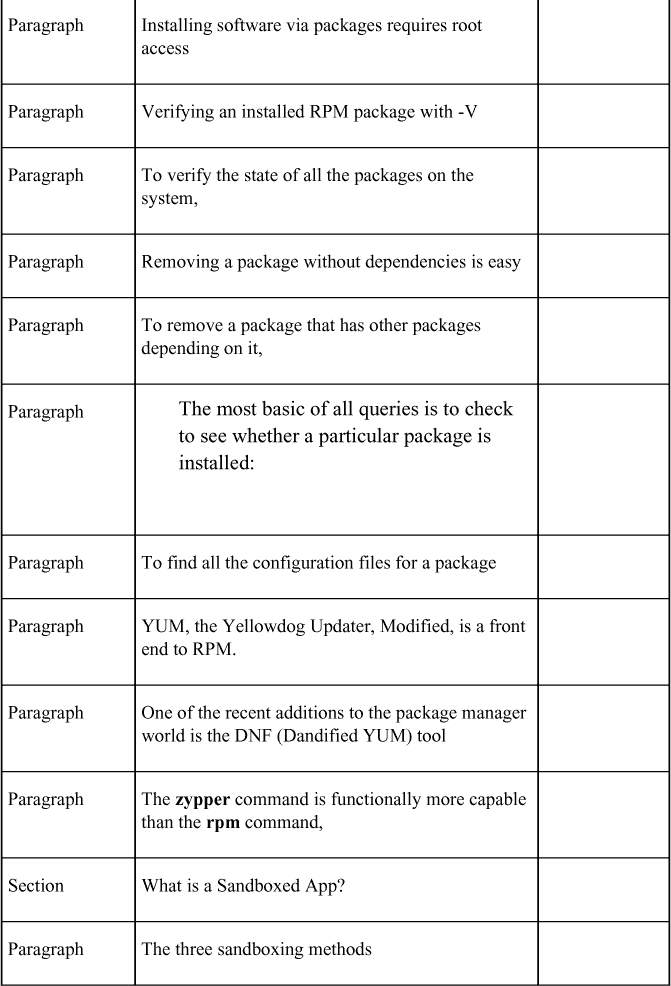 Paragraph
Installing software via packages requires root
access
Paragraph
Verifying an installed RPM package with -V
Paragraph
To verify the state of all the packages on the
system,
Paragraph
Removing a package without dependencies is easy
Paragraph
To remove a package that has other packages
depending on it,
Paragraph
The most basic of all queries is to check
to see whether a particular package is
installed:
Paragraph
To find all the configuration files for a package
Paragraph
YUM, the Yellowdog Updater, Modified, is a front
end to RPM.
Paragraph
One of the recent additions to the package manager
world is the DNF (Dandified YUM) tool
Paragraph
The zypper command is functionally more capable
than the rpm command,
Section
What is a Sandboxed App?
Paragraph
The three sandboxing methods